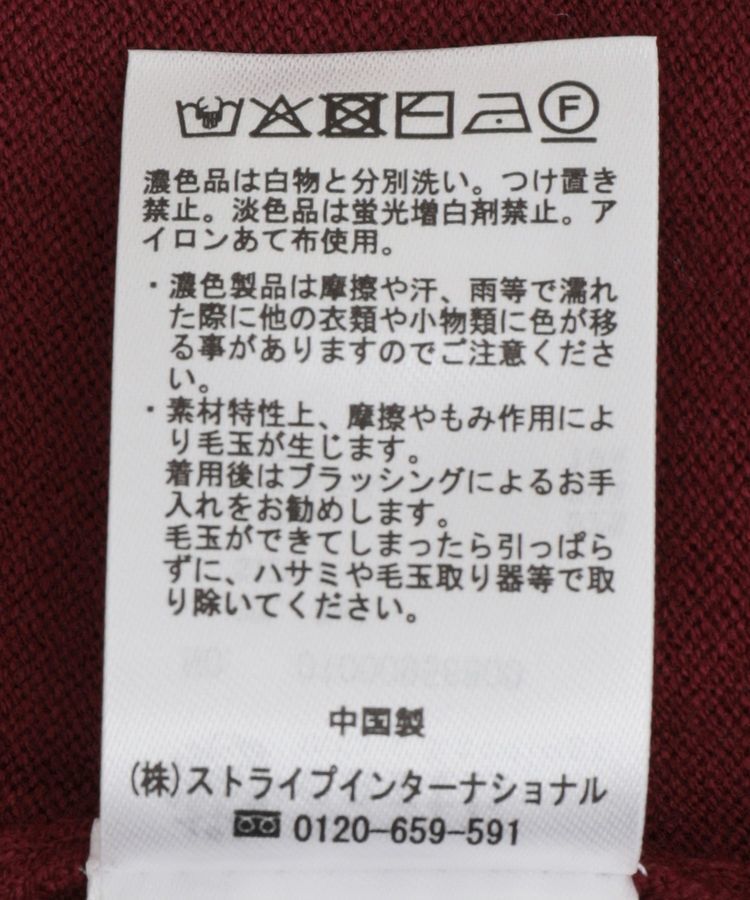 F
濃色品は白物と分別洗い。つけ置き
禁止。淡色品は蛍光増白剤禁止。ア
イロンあて布使用。
・濃色製品は摩擦や汗、雨等で濡れ
た際に他の衣類や小物類に色が移
る事がありますのでご注意くださ
い。
・素材特性上、摩擦やもみ作用によ
り毛玉が生じます。
着用後はブラッシングによるお手
入れをお勧めします。
毛玉ができてしまったら引っぱら
ずに、ハサミや毛玉取り器等で取
り除いてください。
中国製
(株)ストライプインターナショナル
0120-659-591